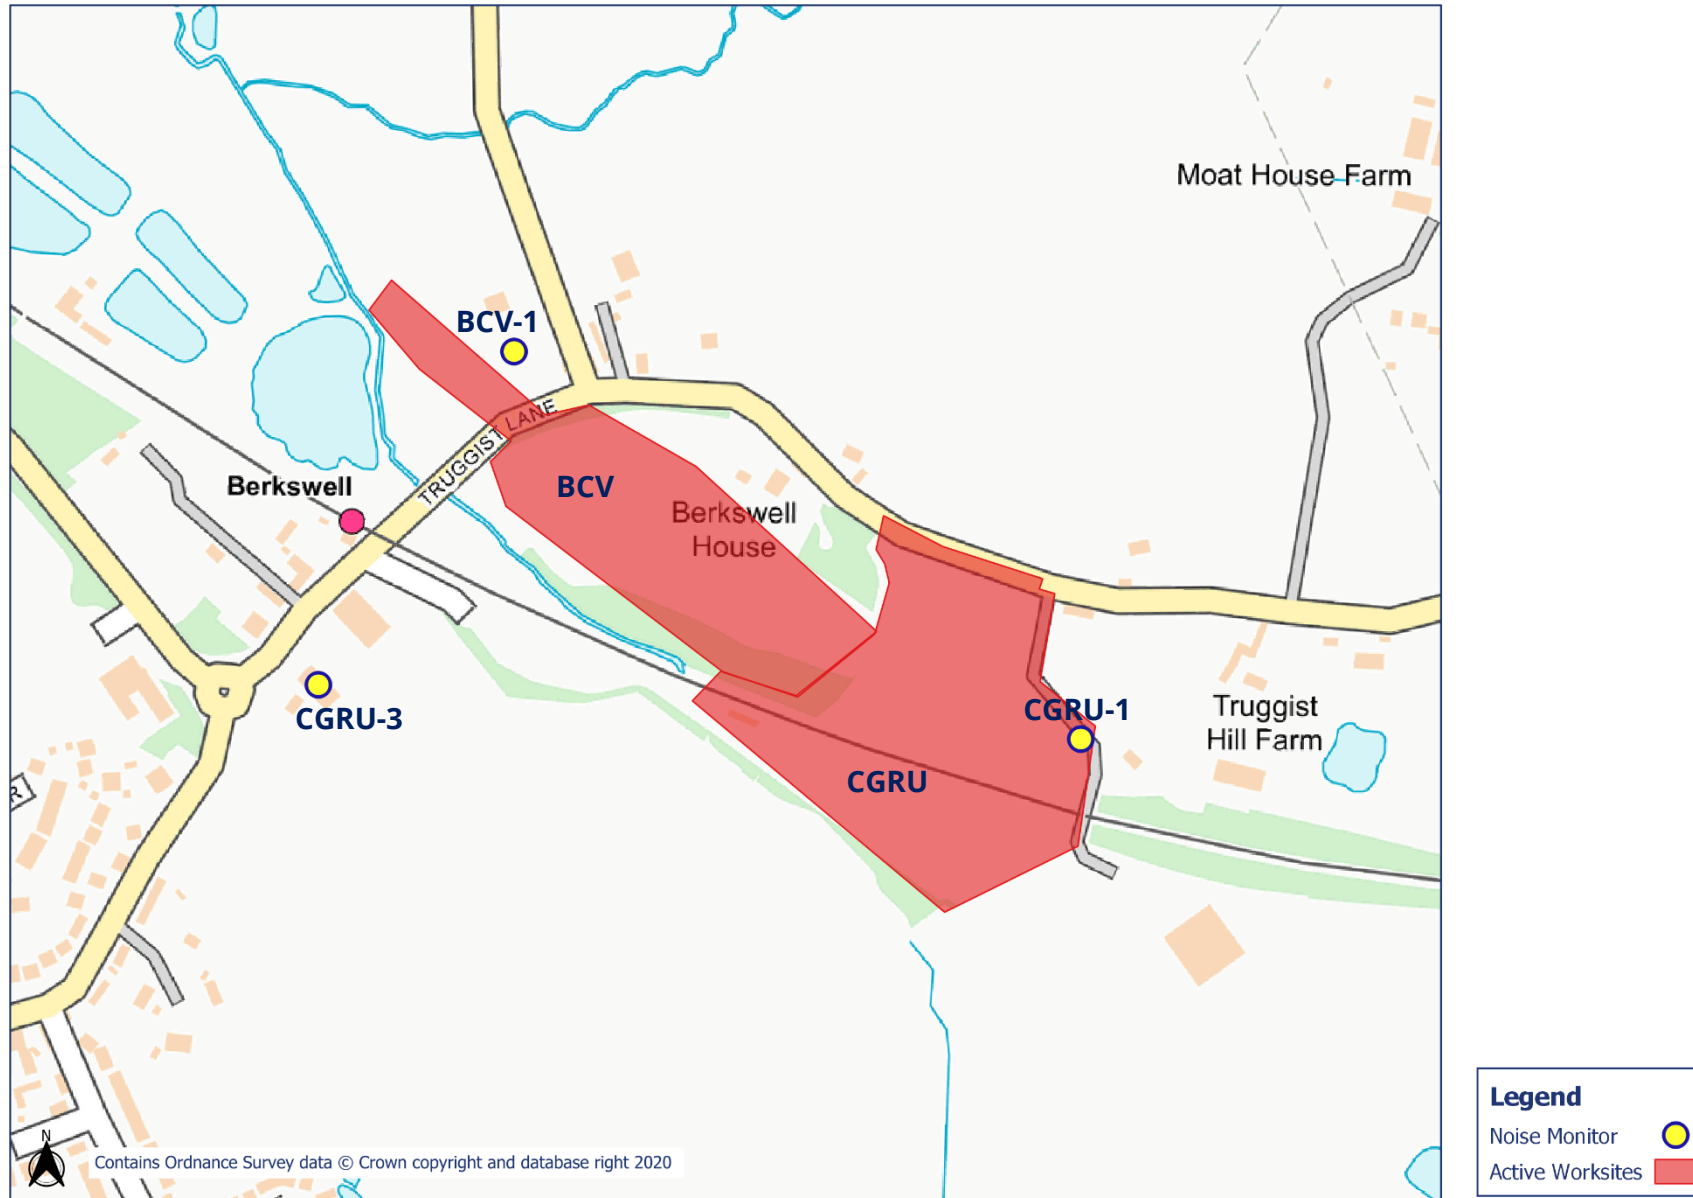 Moat House Farm
BCV-1
TRUGGIST LANE
Berkswell
BCV
Berkswell
House
CGRU-3
CGRU-1
Truggist
Hill Farm
CGRU
R
N
Contains Ordnance Survey data © Crown copyright and database right 2020
Legend
Noise Monitor
Active Worksites